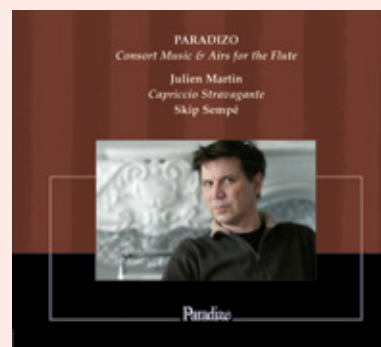 PARADIZO
Consort Music & Airs for the Flute
Julien Martin
Capriccio Stravagante
Skip Sempé
Paradizo